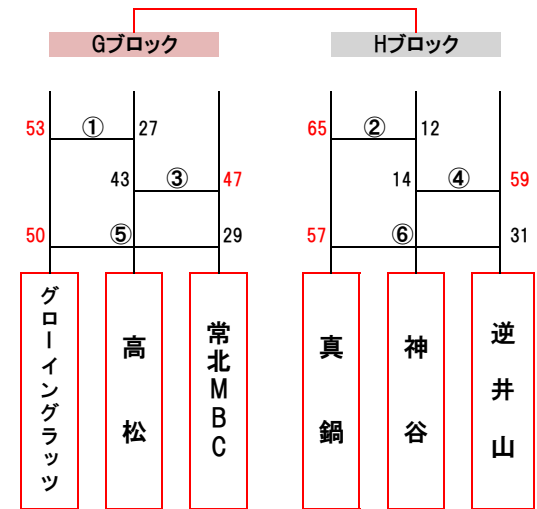 Gブロック Hブロック
53 ① 27 65 ② 12
43 ③ 47 14 ④ 59
50 ⑤ 29 57 ⑥ 31
グローイングラッツ
高松
常北MBC
真鍋
神谷
逆井山